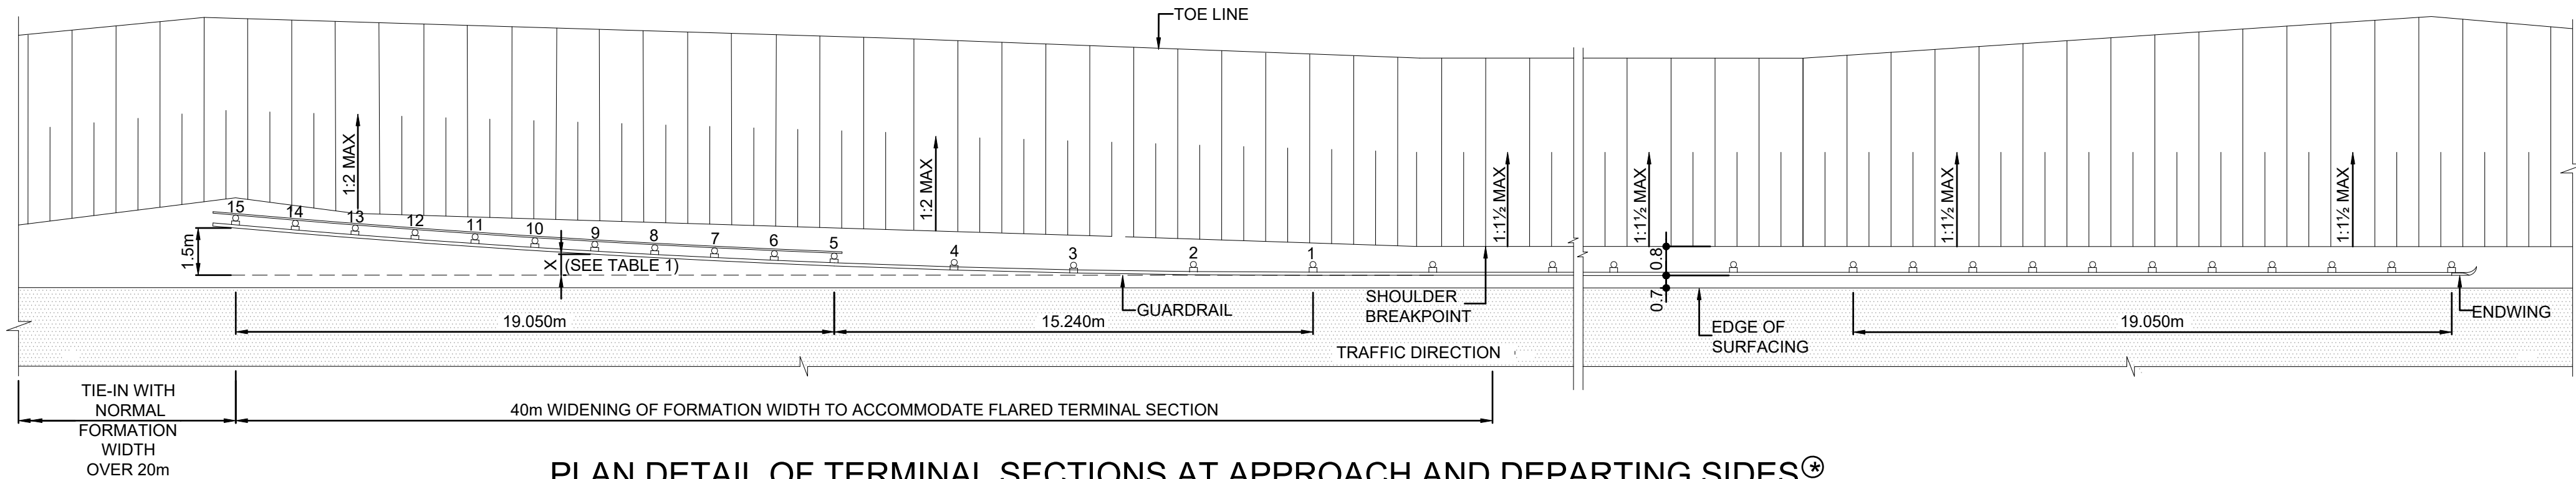 TOE LINE
1:2 MAX
1:2 MAX
1:1½ MAX
1:1½ MAX
1:1½ MAX
1:1½ MAX
15
14
13
12
11
10
9
8
7
6
5
4
3
2
1
1.5m
X
(SEE TABLE 1)
0.8
0.7
GUARDRAIL
SHOULDER
BREAKPOINT
EDGE OF
SURFACING
ENDWING
19.050m
15.240m
19.050m
TRAFFIC DIRECTION
TIE-IN WITH
NORMAL
FORMATION
WIDTH
OVER 20m
40m WIDENING OF FORMATION WIDTH TO ACCOMMODATE FLARED TERMINAL SECTION
PLAN DETAIL OF TERMINAL SECTIONS AT APPROACH AND DEPARTING SIDES⊛